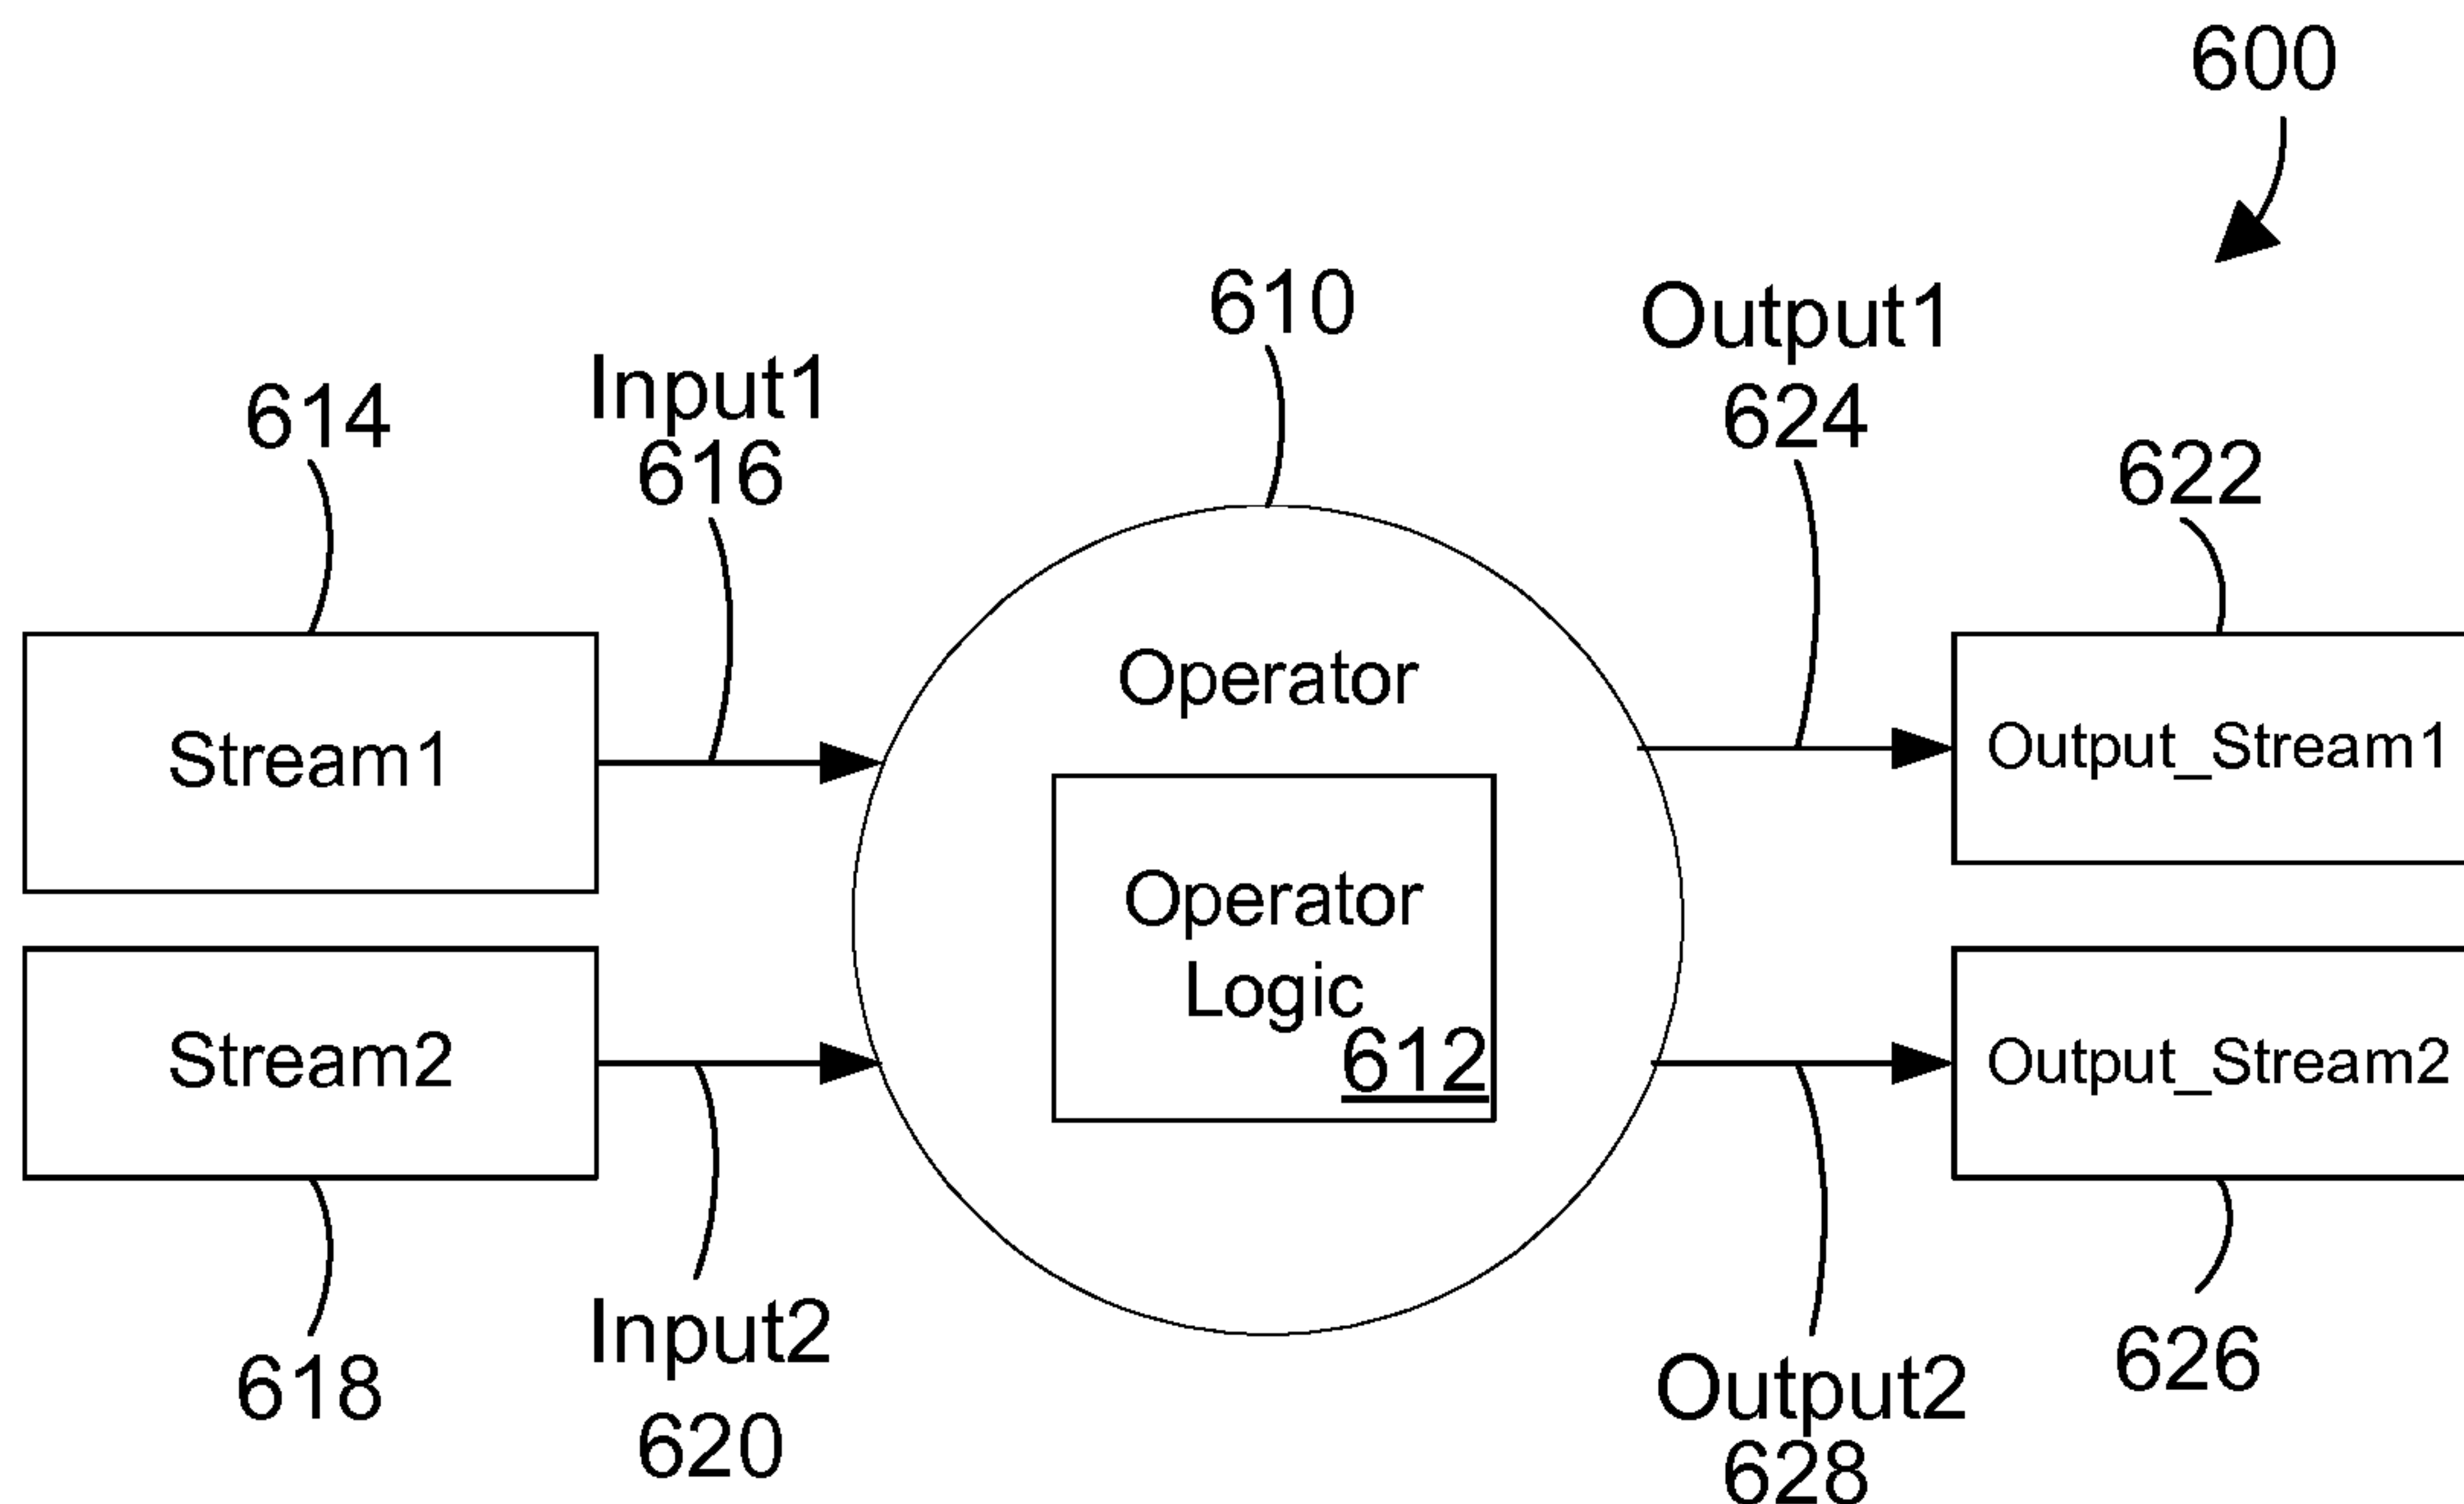 600
610
Output1
624
Input1
616
614
622
Operator
Stream1
Output_Stream1
Operator
Logic
612
Stream2
Output_Stream2
618
Input2
620
Output2
628
626